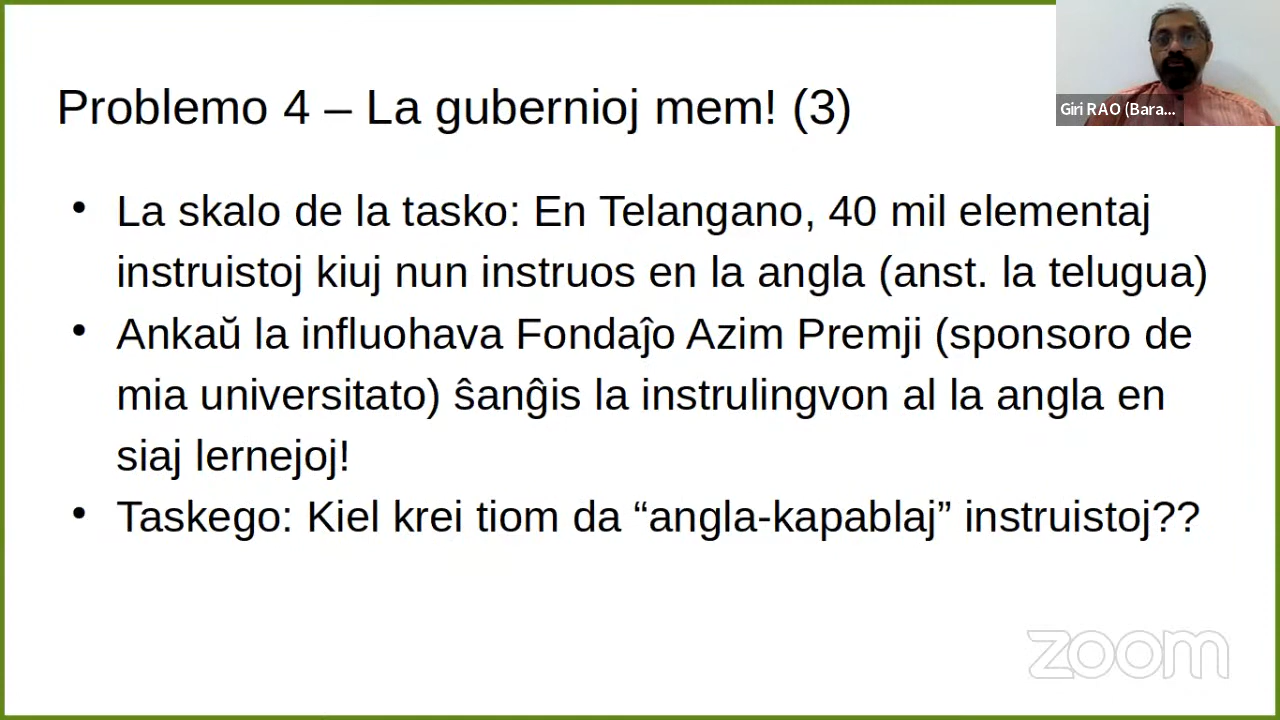 Problemo 4 – La gubernioj mem! (3)
Giri RAO (Bara...
• La skalo de la tasko: En Telangano, 40 mil elementaj
instruistoj kiuj nun instruos en la angla (anst. la telugua)
• Ankaŭ la influohava Fondaĵo Azim Premji (sponsoro de
mia universitato) ŝanĝis la instrulingvon al la angla en
siaj lernejoj!
• Taskego: Kiel krei tiom da “angla-kapablaj” instruistoj??
zoom